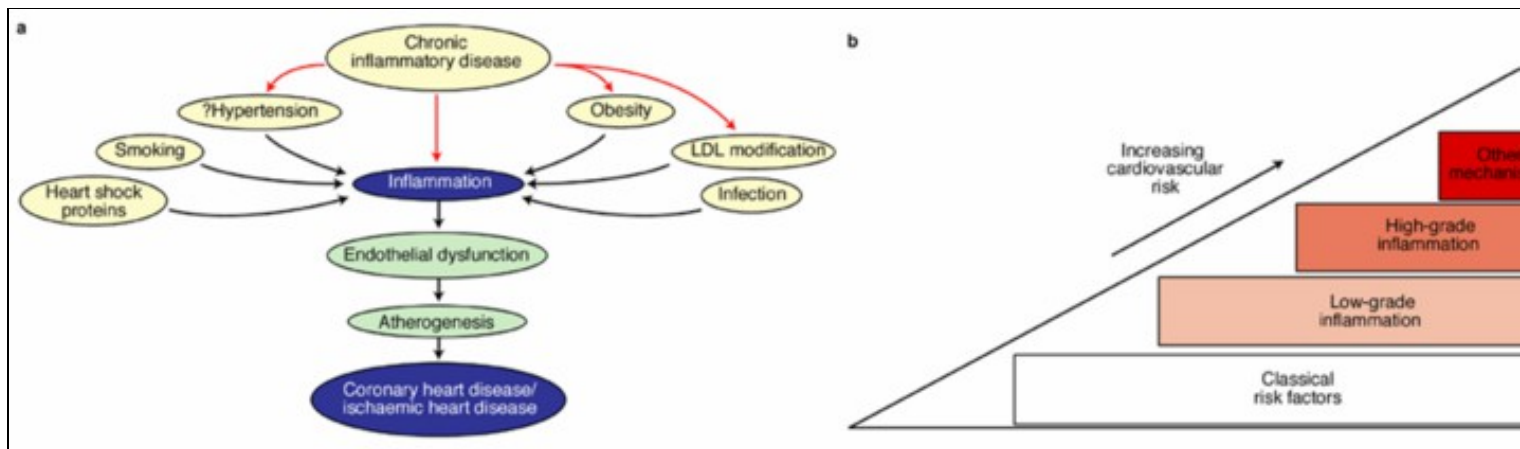 a
Chronic
inflammatory disease
?Hypertension
Obesity
Smoking
LDL modification
Heart shock
proteins
Inflammation
Infection
Endothelial dysfunction
Atherogenesis
Coronary heart disease/
ischaemic heart disease
b
Increasing
cardiovascular
risk
Other
High-grade
inflammation
Low-grade
inflammation
Classical
risk factors